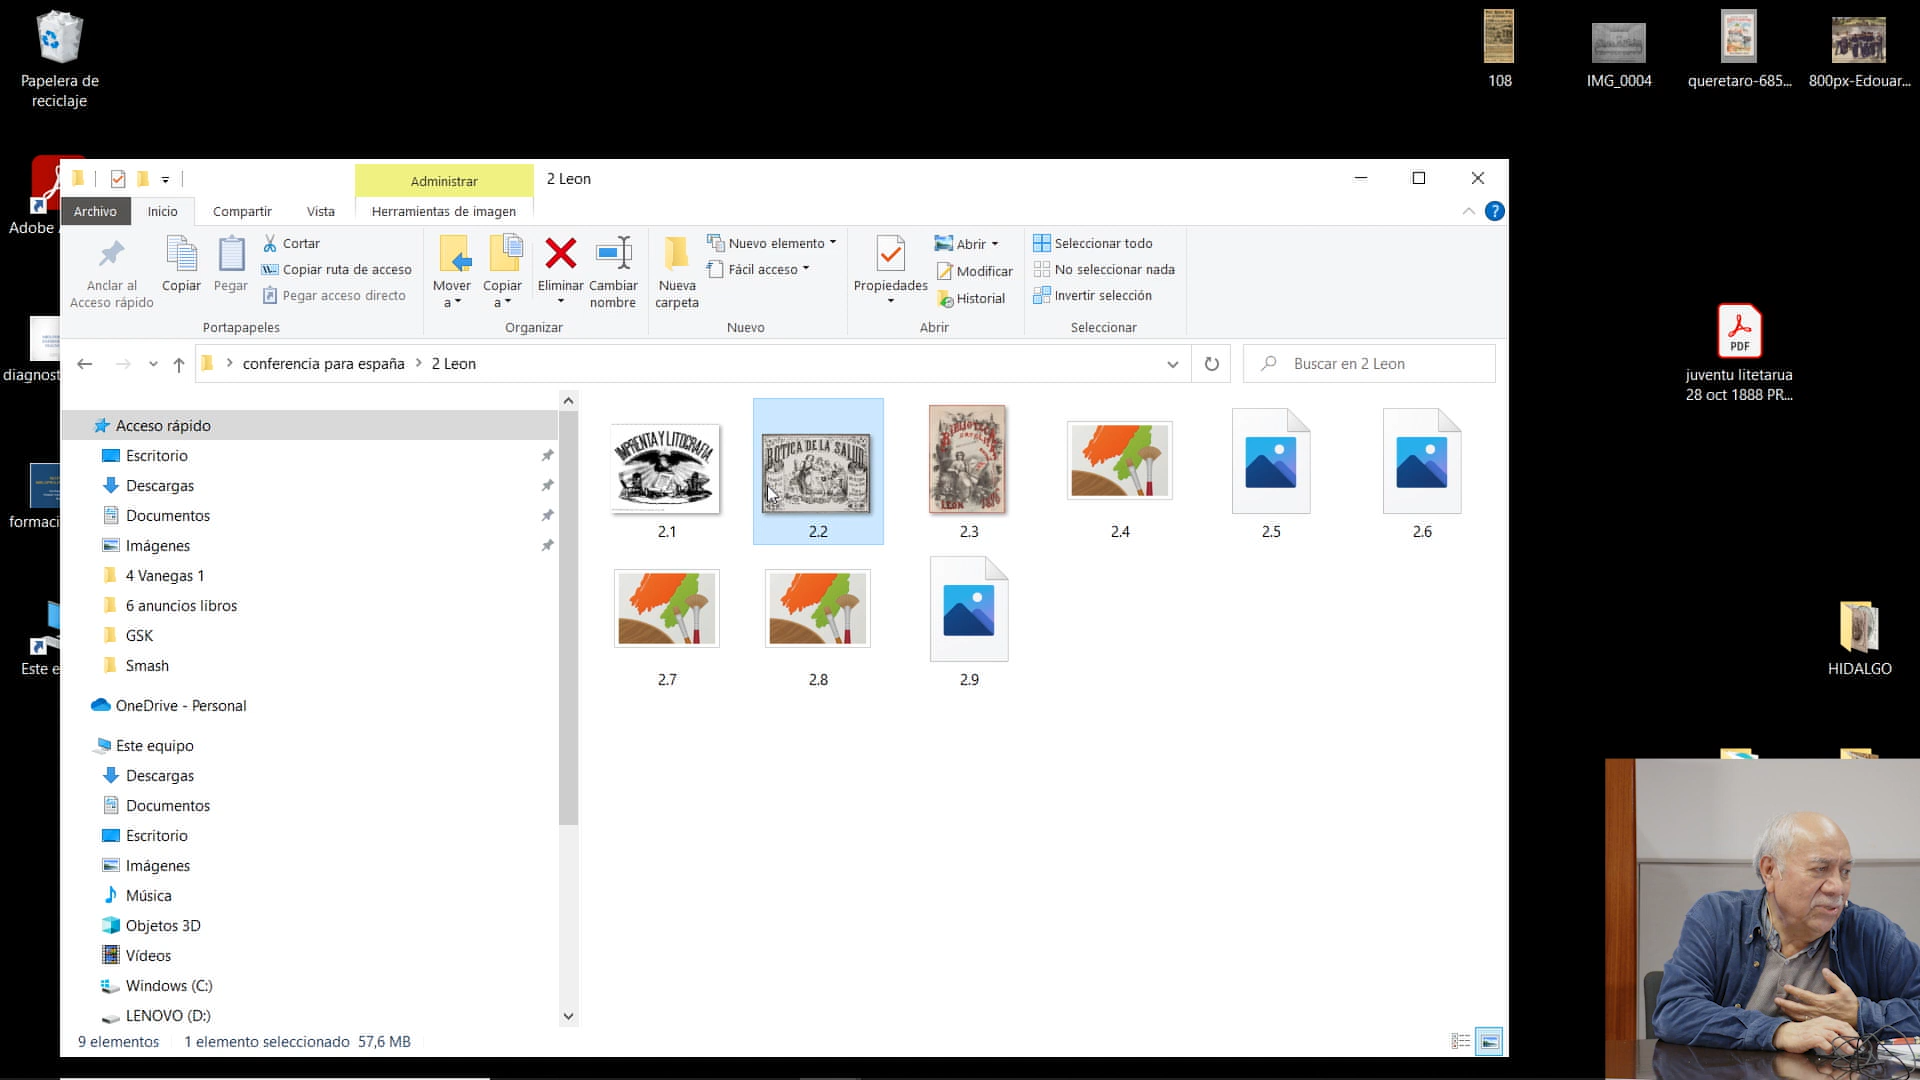 Papelera de
reciclaje
108
IMG_0004
queretaro-685...
800px-Edouar...
Administrar
2 Leon
Adobe
Archivo
Inicio
Compartir
Vista
Herramientas de imagen
Anclar al
Acceso rápido
Copiar
Pegar
Cortar
Copiar ruta de acceso
Pegar acceso directo
Mover
a
Copiar
a
Eliminar
Cambiar
nombre
Nueva
carpeta
Nuevo elemento
Fácil acceso
Propiedades
Abrir
Modificar
Historial
Seleccionar todo
No seleccionar nada
Invertir selección
Portapapeles
Organizar
Nuevo
Abrir
Seleccionar
conferencia para españa
2 Leon
Buscar en 2 Leon
PDF
juventu litetarua
28 oct 1888 PR...
diagnost
formaci
Este e
HIDALGO
Acceso rápido
Escritorio
Descargas
Documentos
Imágenes
4 Vanegas 1
6 anuncios libros
GSK
Smash
OneDrive - Personal
Este equipo
Descargas
Documentos
Escritorio
Imágenes
Música
Objetos 3D
Vídeos
Windows (C:)
LENOVO (D:)
IMPRENTA Y LITOGRAFIA
BOTICA DE LA SALUD
BIBLIOTECA
LEON
2.1
2.2
2.3
2.4
2.5
2.6
2.7
2.8
2.9
9 elementos
1 elemento seleccionado 57,6 MB